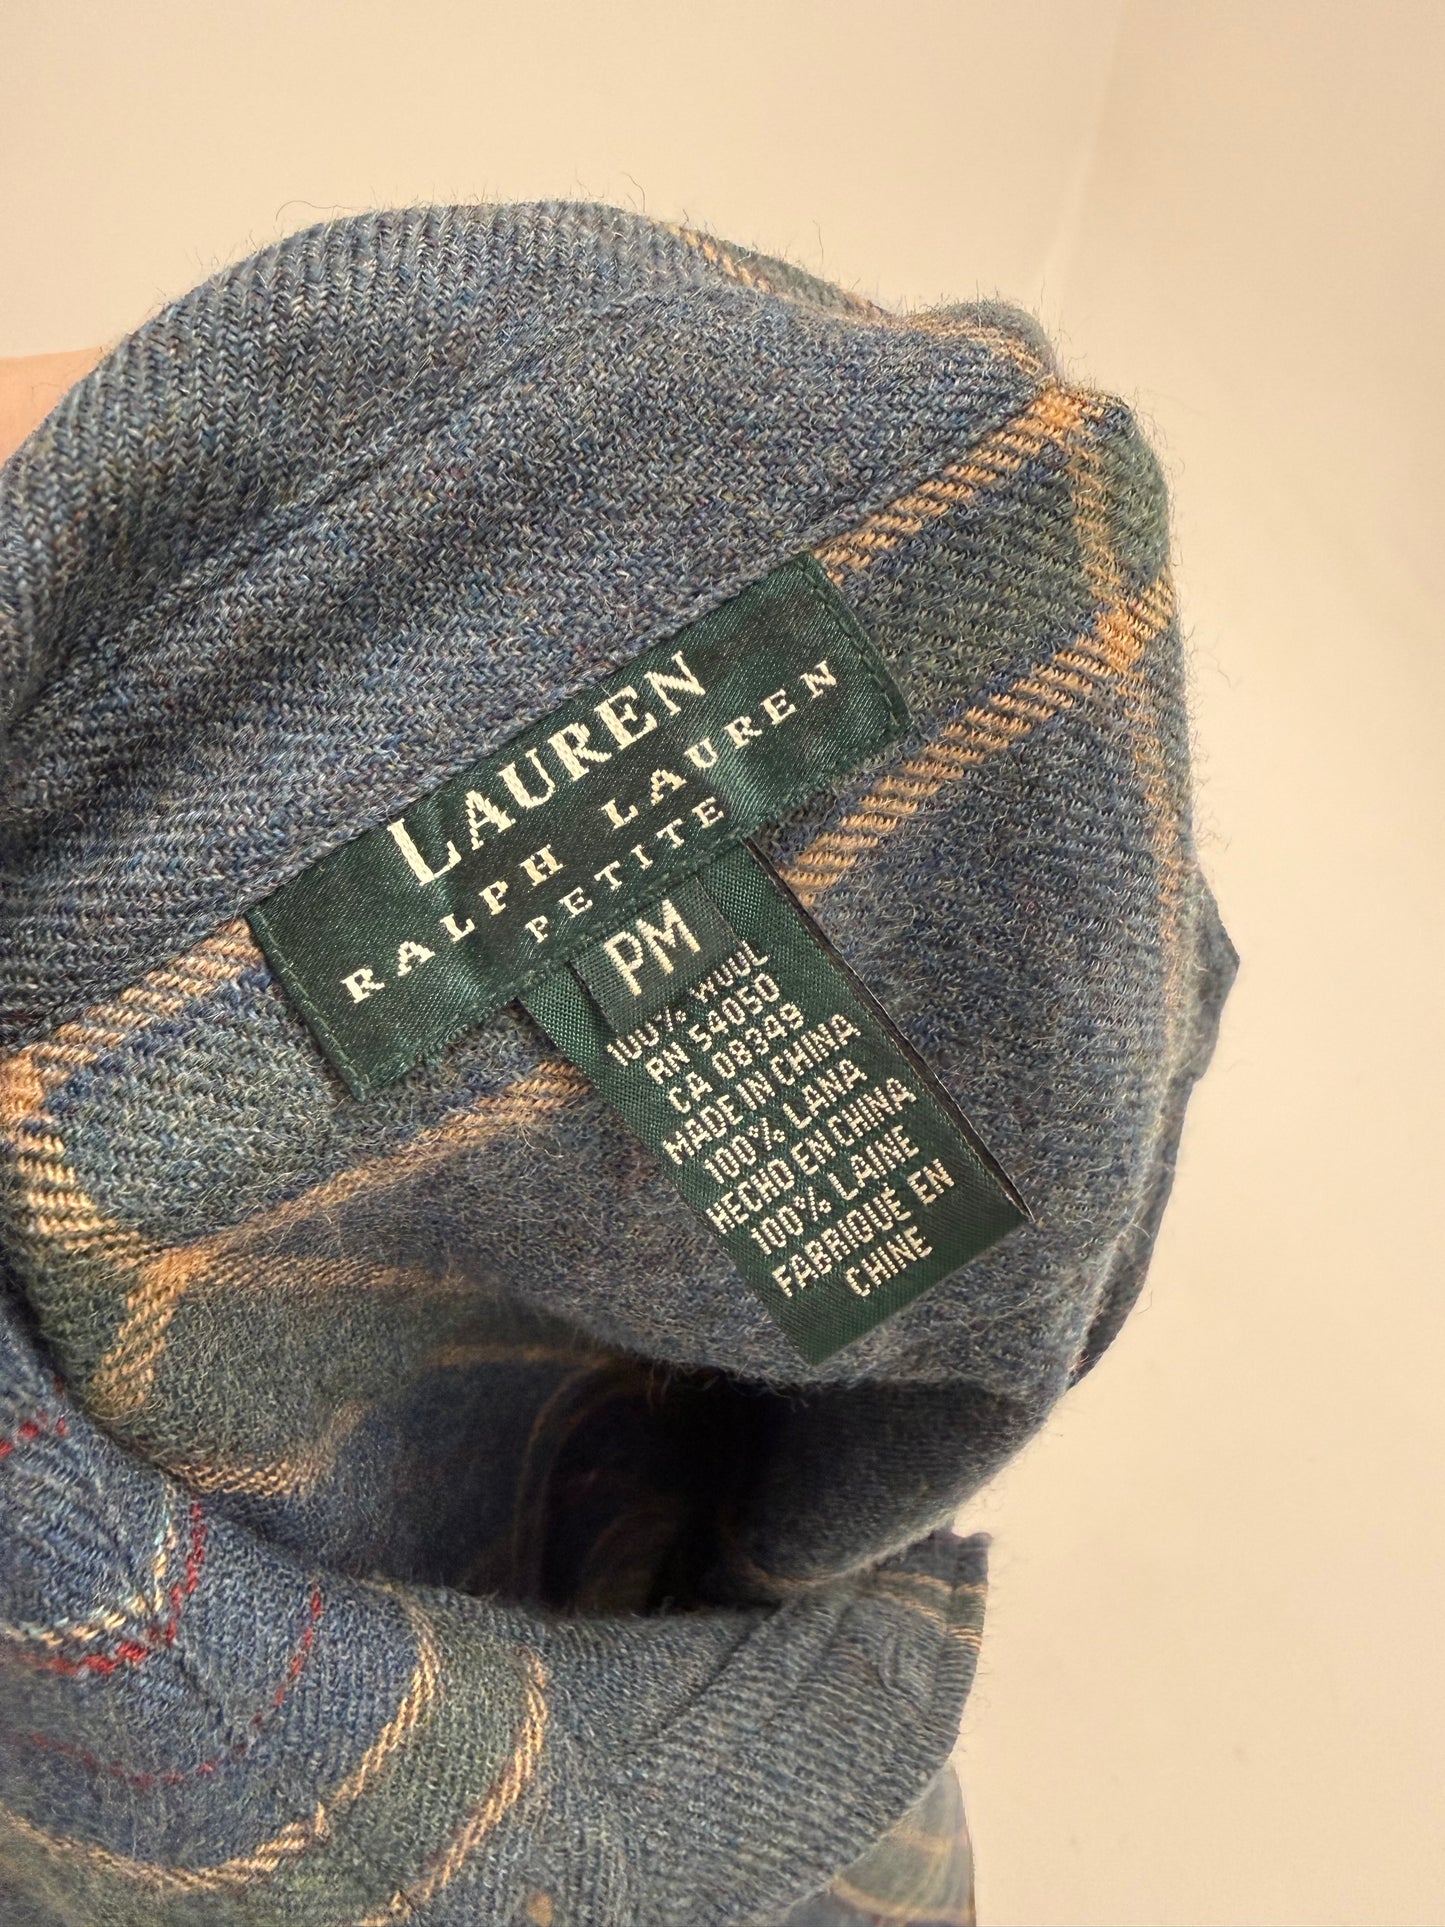 LAUREN
RALPH LAUREN
PETITE
PM
100% WOOL
RN 54050
CA 08349
MADE IN CHINA
100% LANA
HECHO EN CHINA
100% LAINE
FABRIQUE EN
CHINE